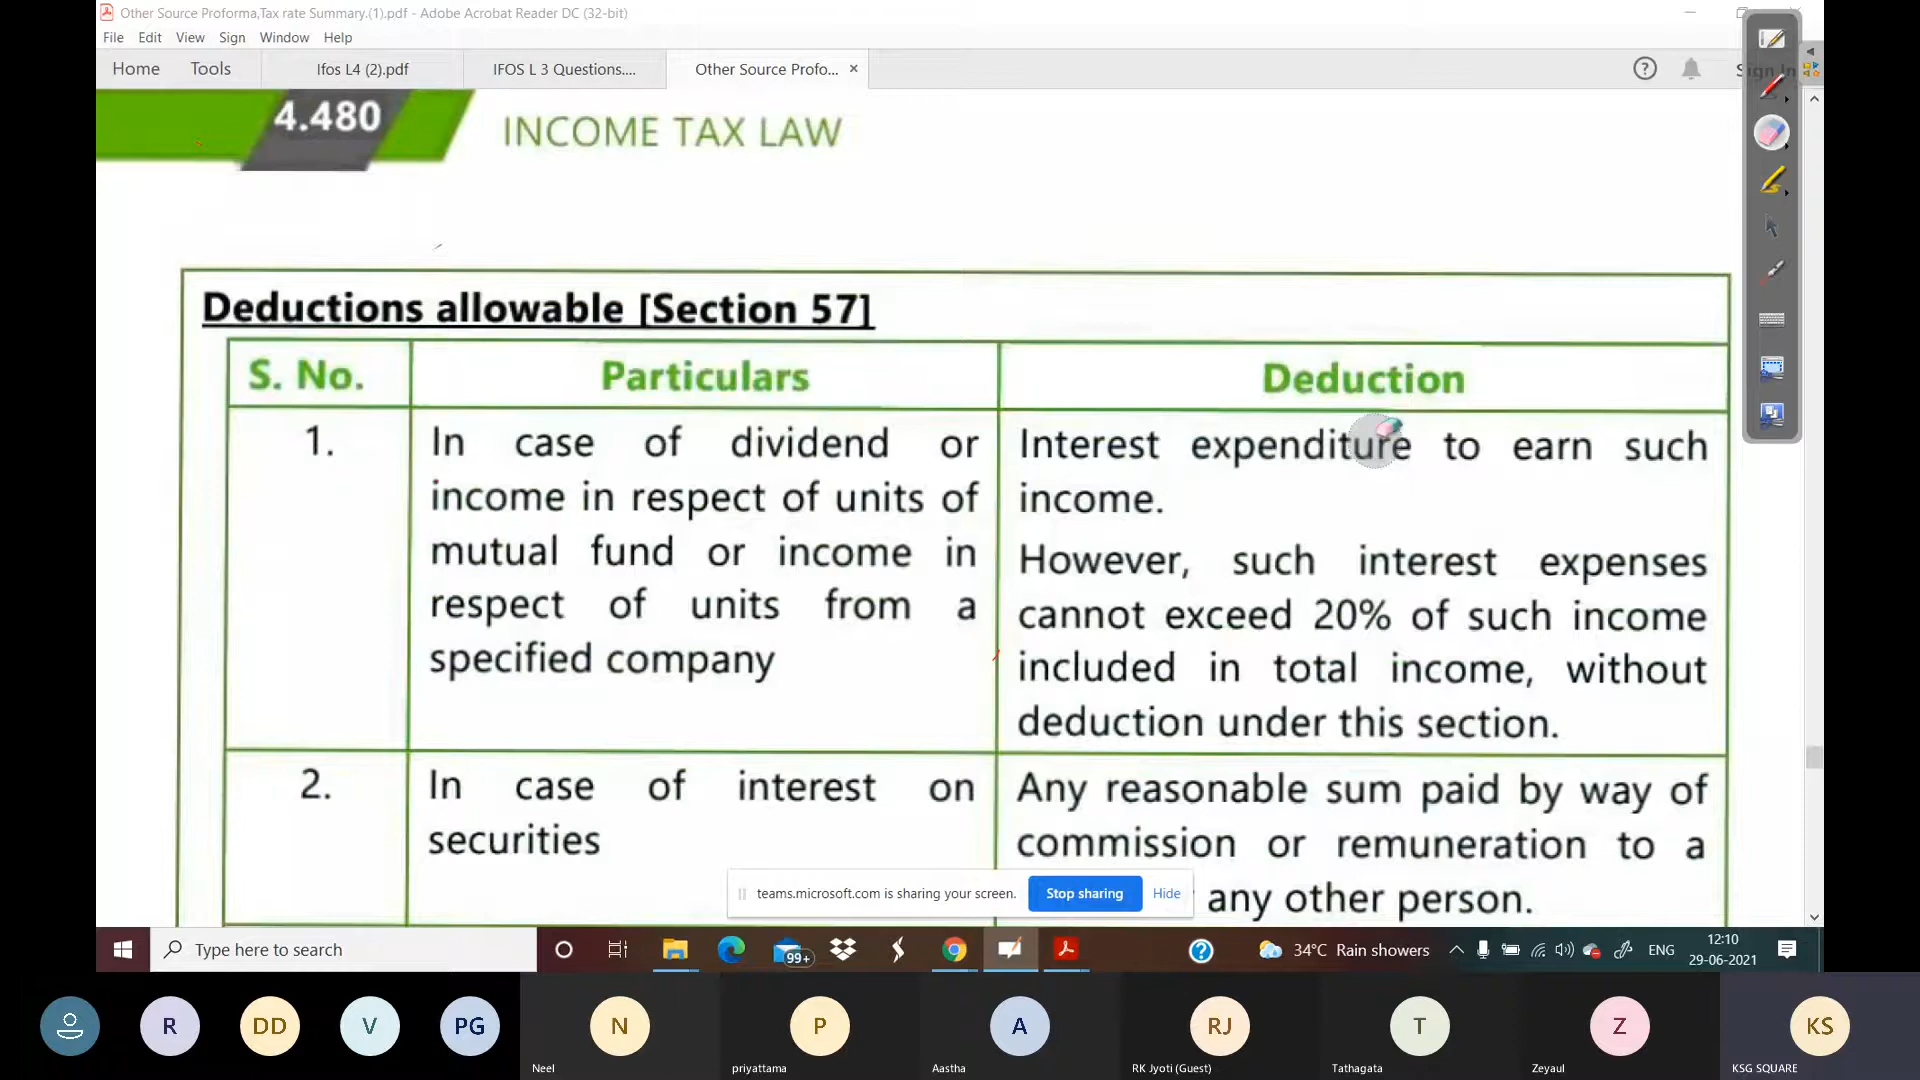 Other Source Proforma,Tax rate Summary.(1).pdf - Adobe Acrobat Reader DC (32-bit)
File Edit View Sign Window Help
Home Tools Ifos L4 (2).pdf IFOS L 3 Questions.... Other Source Profo... × Sign In
4.480 INCOME TAX LAW
Deductions allowable [Section 57]
S. No. Particulars Deduction
1. In case of dividend or
income in respect of units of
mutual fund or income in
respect of units from a
specified company
Interest expenditure to earn such
income.
However, such interest expenses
cannot exceed 20% of such income
included in total income, without
deduction under this section.
2. In case of interest on
securities
Any reasonable sum paid by way of
commission or remuneration to a
any other person.
teams.microsoft.com is sharing your screen. Stop sharing Hide
Type here to search 99+ 34°C Rain showers ENG 12:10
29-06-2021
R DD V PG N P A RJ T Z KS
Neel priyattama Aastha RK Jyoti (Guest) Tathagata Zeyaul KSG SQUARE